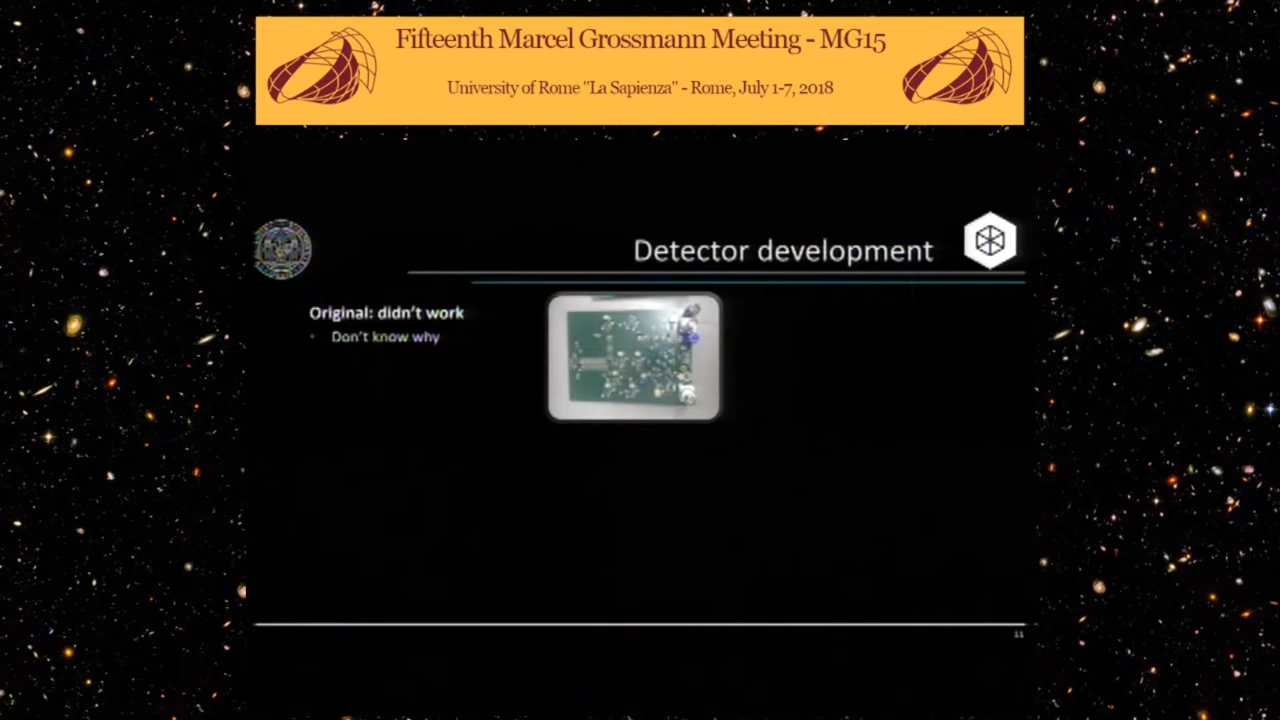 Fifteenth Marcel Grossmann Meeting - MG15
University of Rome "La Sapienza" - Rome, July 1-7, 2018
Detector development
Original: didn't work
· Don't know why
11